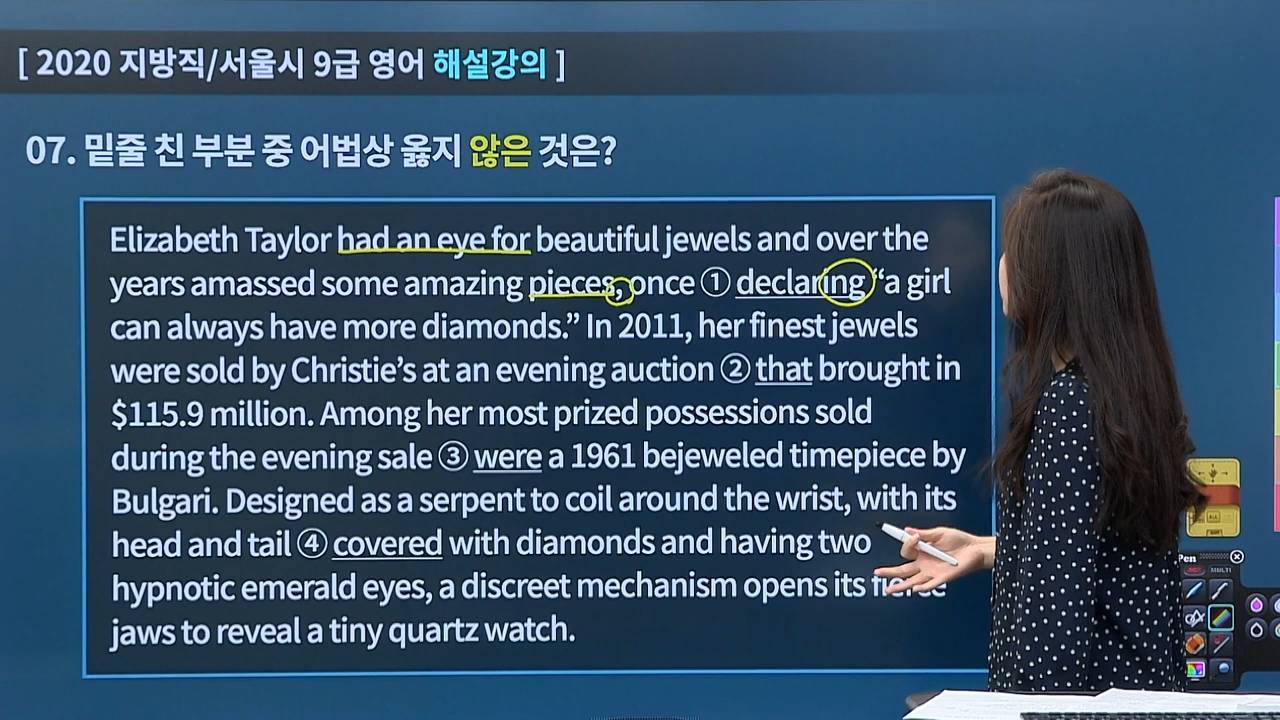 [ 2020 지방직/서울시 9급 영어 해설강의 ]
07. 밑줄 친 부분 중 어법상 옳지 않은 것은?
Elizabeth Taylor had an eye for beautiful jewels and over the
years amassed some amazing pieces, once ① declaring “a girl
can always have more diamonds.” In 2011, her finest jewels
were sold by Christie’s at an evening auction ② that brought in
$115.9 million. Among her most prized possessions sold
during the evening sale ③ were a 1961 bejeweled timepiece by
Bulgari. Designed as a serpent to coil around the wrist, with its
head and tail ④ covered with diamonds and having two
hypnotic emerald eyes, a discreet mechanism opens its fierce
jaws to reveal a tiny quartz watch.
Pen
MULTI